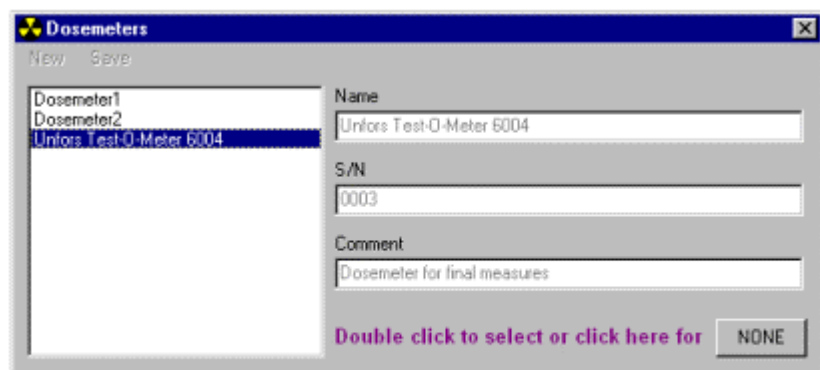 Dosemeters
New Save
Dosemeter1
Dosemeter2
Unfors Test-O-Meter 6004
Name
Unfors Test-O-Meter 6004
S/N
0003
Comment
Dosemeter for final measures
Double click to select or click here for NONE